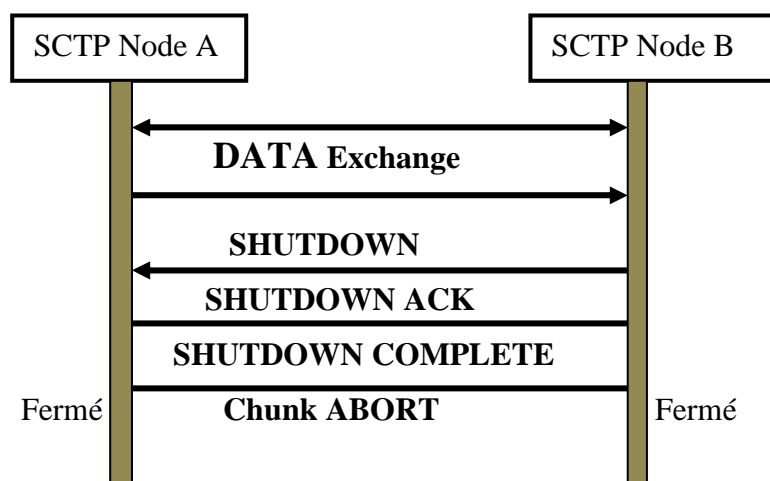 SCTP Node A
SCTP Node B
DATA Exchange
SHUTDOWN
SHUTDOWN ACK
SHUTDOWN COMPLETE
Fermé
Chunk ABORT
Fermé